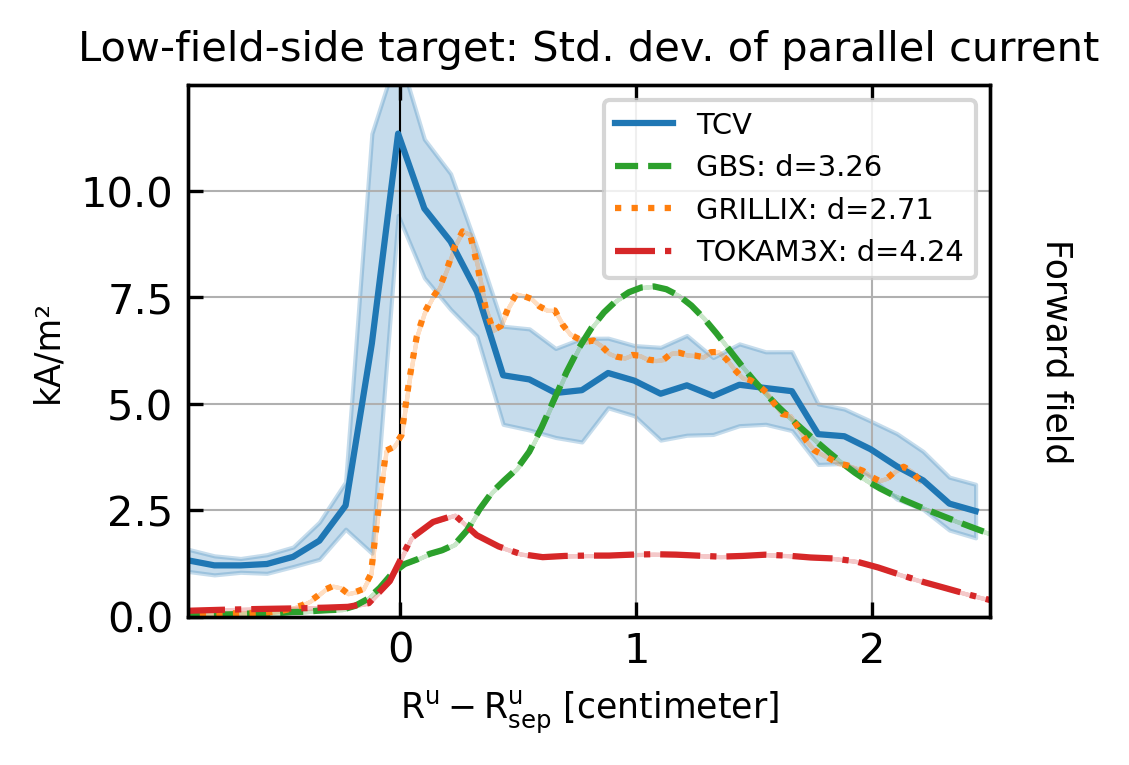 Low-field-side target: Std. dev. of parallel current
TCV
GBS: d=3.26
GRILLIX: d=2.71
TOKAM3X: d=4.24
10.0
7.5
5.0
2.5
0.0
kA/m²
Forward field
0 1 2
Rᵘ − Rᵘsep [centimeter]